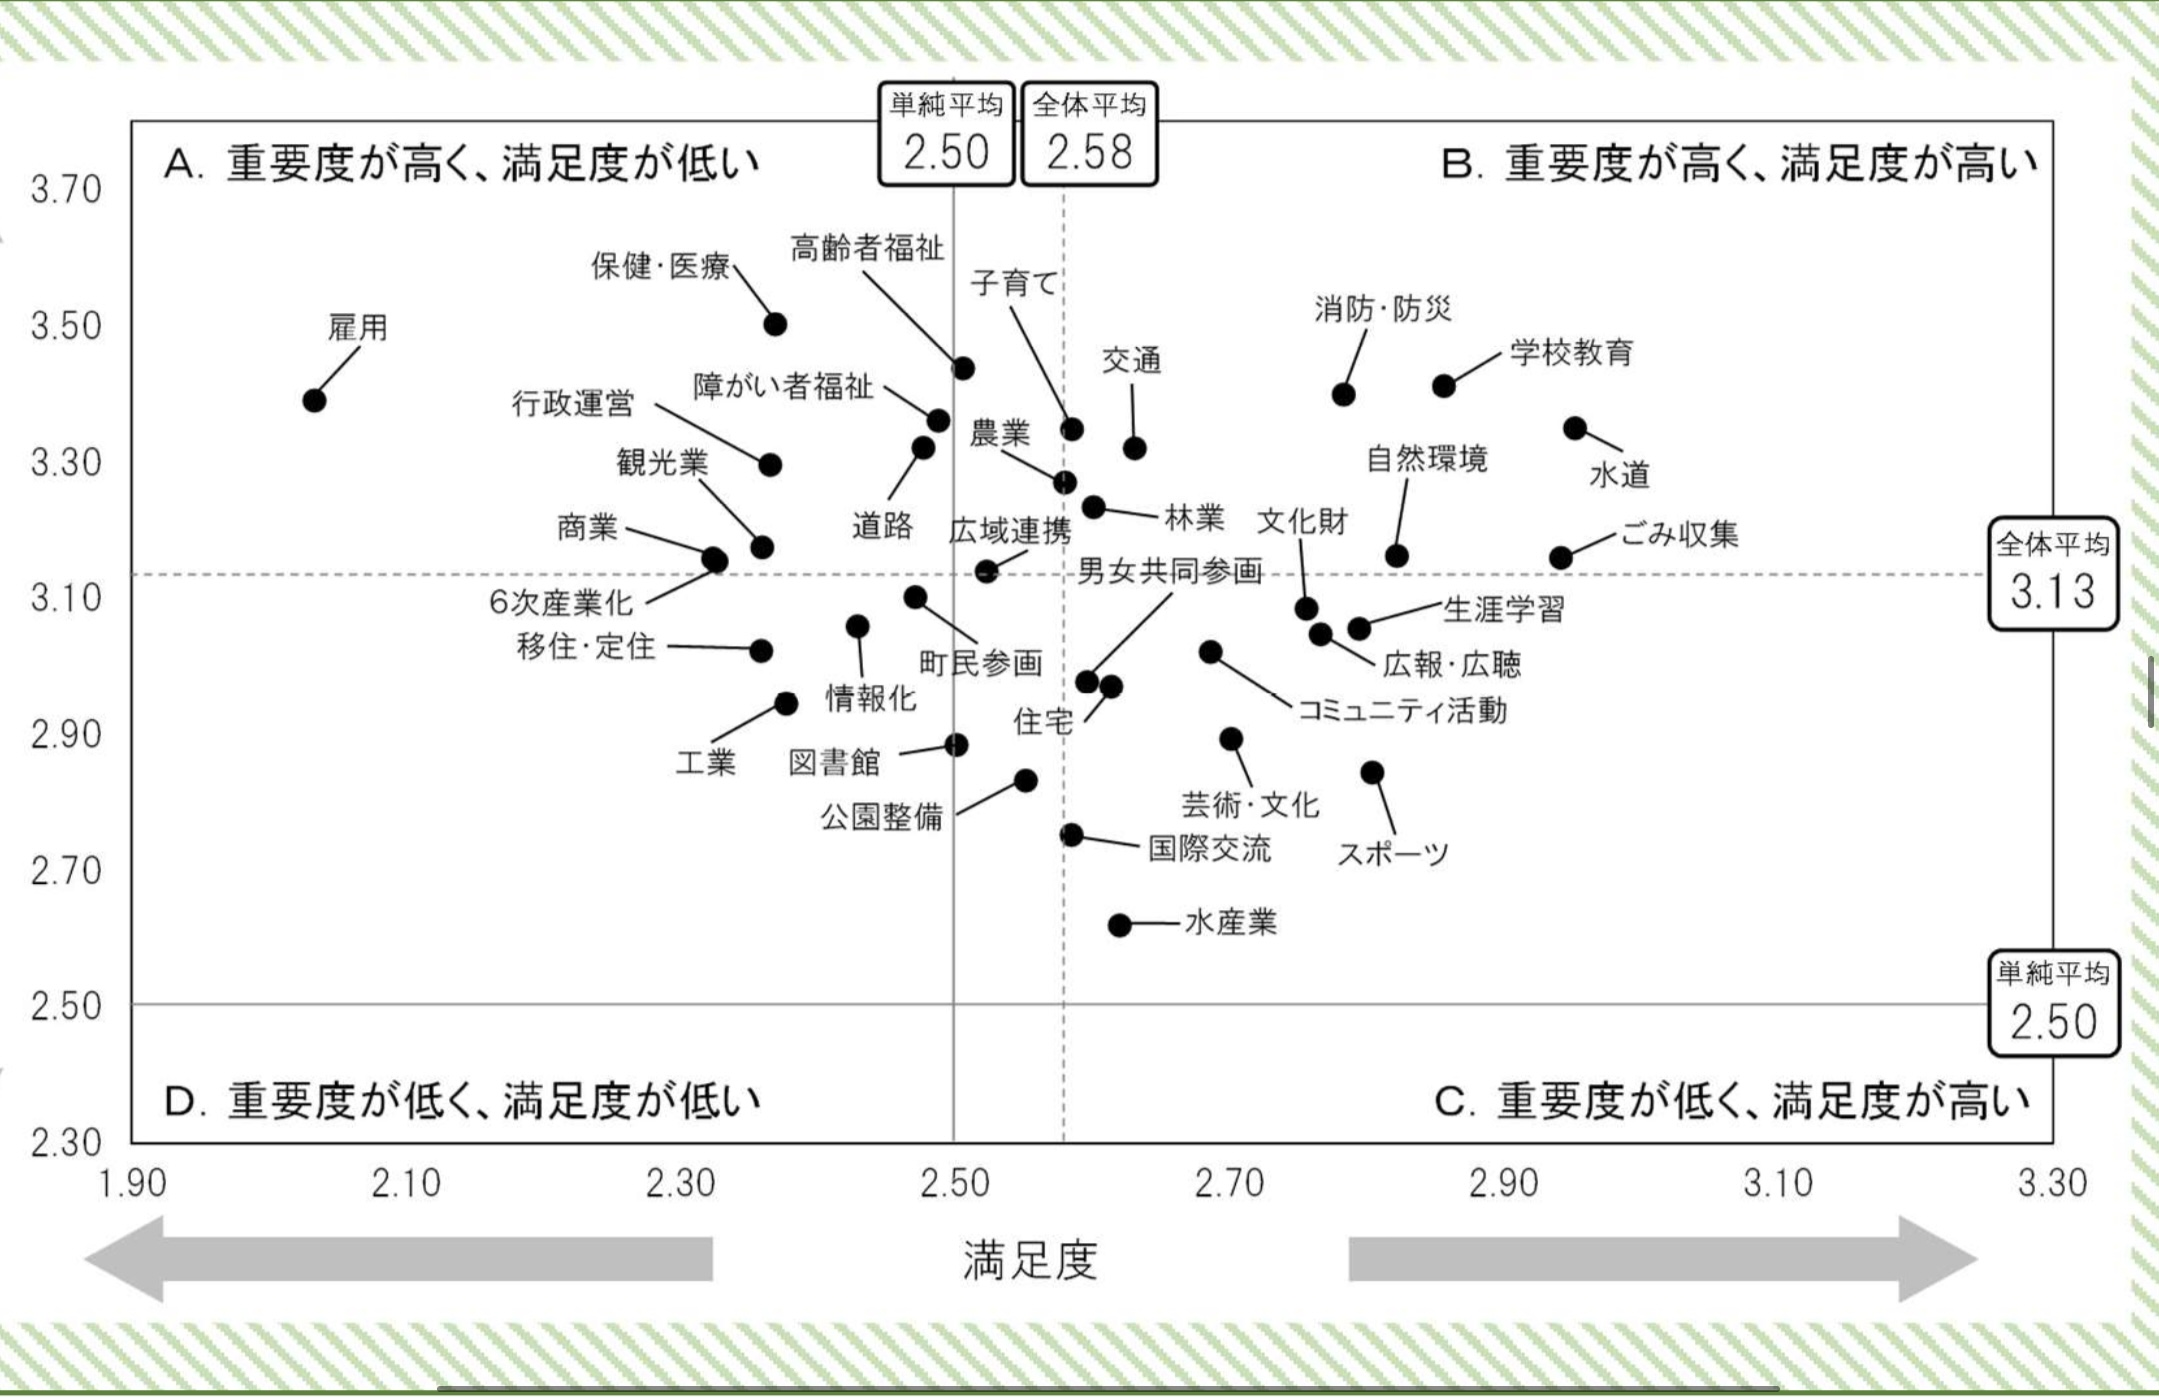 単純平均
2.50
全体平均
2.58
A. 重要度が高く、満足度が低い
B. 重要度が高く、満足度が高い
3.70
3.50
3.30
3.10
2.90
2.70
2.50
2.30
高齢者福祉
保健・医療
子育て
消防・防災
雇用
学校教育
交通
障がい者福祉
行政運営
農業
自然環境
観光業
水道
林業
文化財
商業
道路
広域連携
ごみ収集
男女共同参画
全体平均
3.13
6次産業化
生涯学習
移住・定住
町民参画
広報・広聴
情報化
コミュニティ活動
住宅
工業
図書館
芸術・文化
公園整備
国際交流
スポーツ
水産業
単純平均
2.50
D. 重要度が低く、満足度が低い
C. 重要度が低く、満足度が高い
1.90
2.10
2.30
2.50
2.70
2.90
3.10
3.30
満足度